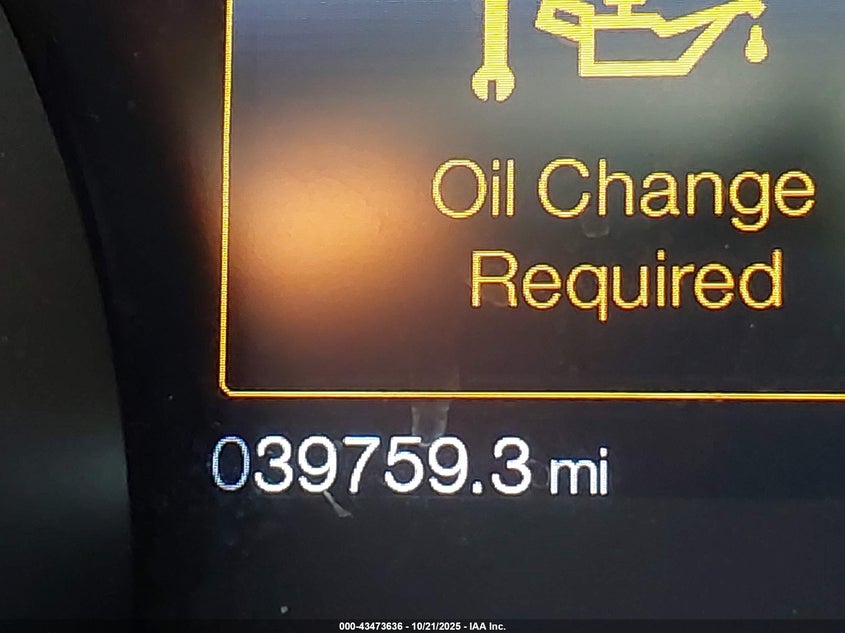 Oil Change
Required
039759.3 mi
000-43473636 - 10/21/2025 - IAA Inc.